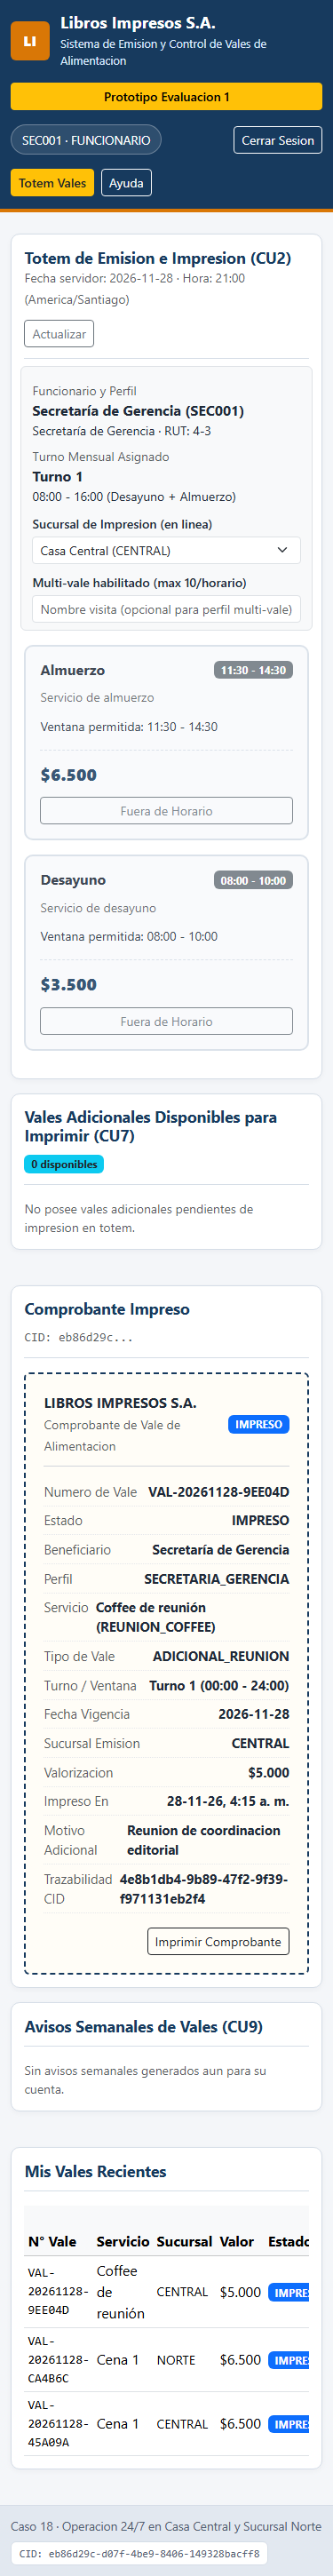 LI
Libros Impresos S.A.
Sistema de Emision y Control de Vales de
Alimentacion
Prototipo Evaluacion 1
SEC001 · FUNCIONARIO
Cerrar Sesion
Totem Vales
Ayuda
Totem de Emision e Impresion (CU2)
Fecha servidor: 2026-11-28 · Hora: 21:00
(America/Santiago)
Actualizar
Funcionario y Perfil
Secretaría de Gerencia (SEC001)
Secretaría de Gerencia · RUT: 4-3
Turno Mensual Asignado
Turno 1
08:00 - 16:00 (Desayuno + Almuerzo)
Sucursal de Impresion (en linea)
Casa Central (CENTRAL)
Multi-vale habilitado (max 10/horario)
Nombre visita (opcional para perfil multi-vale)
Almuerzo 11:30 - 14:30
Servicio de almuerzo
Ventana permitida: 11:30 - 14:30
$6.500
Fuera de Horario
Desayuno 08:00 - 10:00
Servicio de desayuno
Ventana permitida: 08:00 - 10:00
$3.500
Fuera de Horario
Vales Adicionales Disponibles para
Imprimir (CU7)
0 disponibles
No posee vales adicionales pendientes de
impresion en totem.
Comprobante Impreso
CID: eb86d29c...
LIBROS IMPRESOS S.A.
Comprobante de Vale de
Alimentacion
IMPRESO
Numero de Vale VAL-20261128-9EE04D
Estado IMPRESO
Beneficiario Secretaría de Gerencia
Perfil SECRETARIA_GERENCIA
Servicio Coffee de reunión
(REUNION_COFFEE)
Tipo de Vale ADICIONAL_REUNION
Turno / Ventana Turno 1 (00:00 - 24:00)
Fecha Vigencia 2026-11-28
Sucursal Emision CENTRAL
Valorizacion $5.000
Impreso En 28-11-26, 4:15 a. m.
Motivo Reunion de coordinacion
Adicional editorial
Trazabilidad 4e8b1db4-9b89-47f2-9f39-
CID f971131eb2f4
Imprimir Comprobante
Avisos Semanales de Vales (CU9)
Sin avisos semanales generados aun para su
cuenta.
Mis Vales Recientes
N° Vale Servicio Sucursal Valor Estado
VAL-
20261128-
9EE04D
Coffee
de
reunión
CENTRAL $5.000 IMPRES
VAL-
20261128-
CA4B6C
Cena 1 NORTE $6.500 IMPRES
VAL-
20261128-
45A09A
Cena 1 CENTRAL $6.500 IMPRES
Caso 18 · Operacion 24/7 en Casa Central y Sucursal Norte
CID: eb86d29c-d07f-4be9-8406-149328bacff8